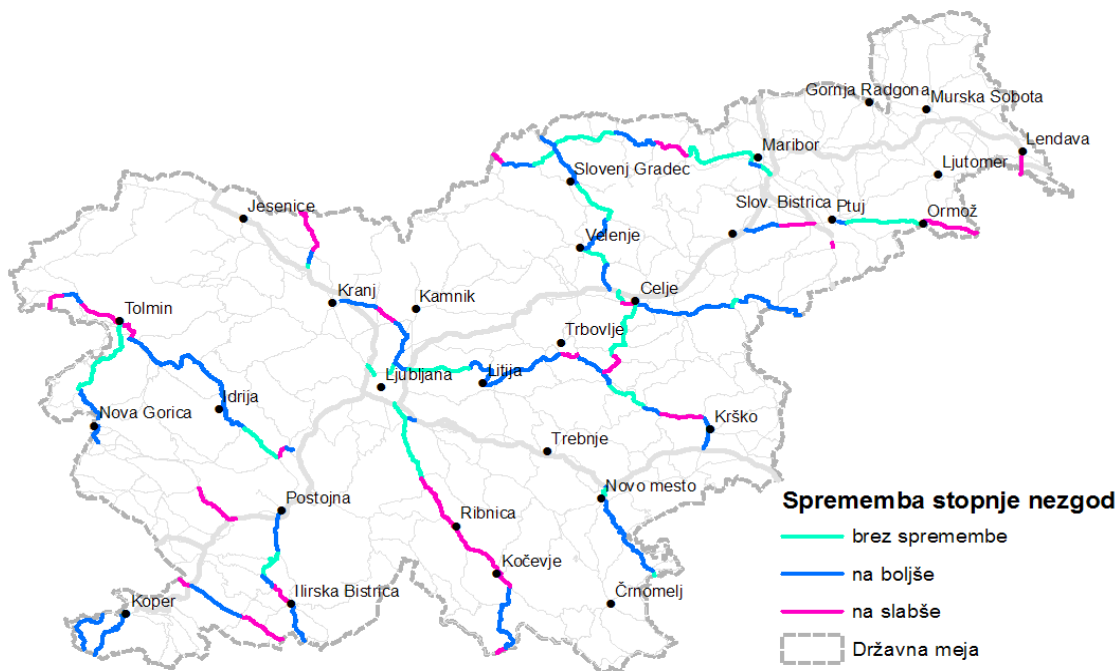 Gornja Radgona
Murska Sobota
Maribor
Lendava
Slovenj Gradec
Ljutomer
Jesenice
Slov. Bistrica
Ptuj
Ormož
Velenje
Kranj
Kamnik
Celje
Tolmin
Trbovlje
Ljubljana
Litija
Idrija
Nova Gorica
Krško
Trebnje
Postojna
Novo mesto
Ribnica
Kočevje
Ilirska Bistrica
Črnomelj
Koper
Sprememba stopnje nezgod
brez spremembe
na boljše
na slabše
Državna meja